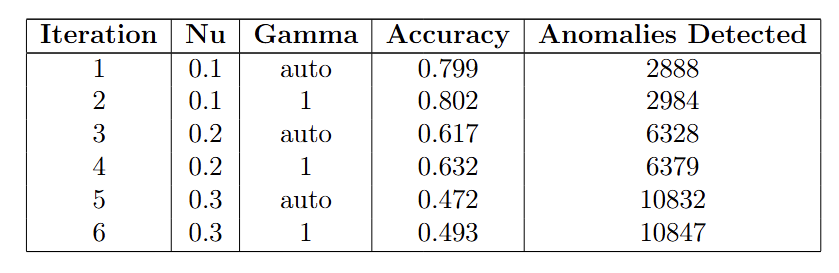 Iteration Nu Gamma Accuracy Anomalies Detected
1 0.1 auto 0.799 2888
2 0.1 1 0.802 2984
3 0.2 auto 0.617 6328
4 0.2 1 0.632 6379
5 0.3 auto 0.472 10832
6 0.3 1 0.493 10847